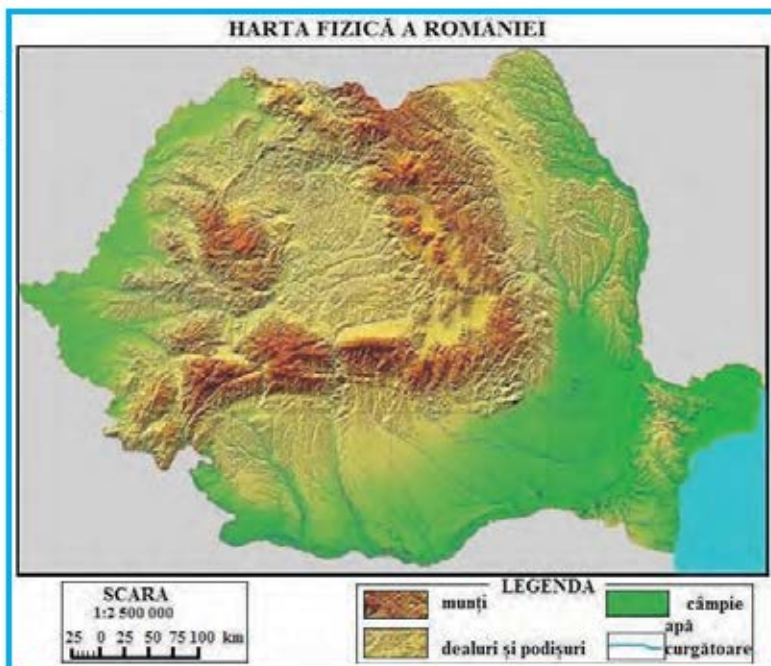 HARTA FIZICĂ A ROMÂNIEI
SCARA
1:2 500 000
25 0 25 50 75 100 km
LEGENDA
munți
câmpie
dealuri și podișuri
apă
curgătoare